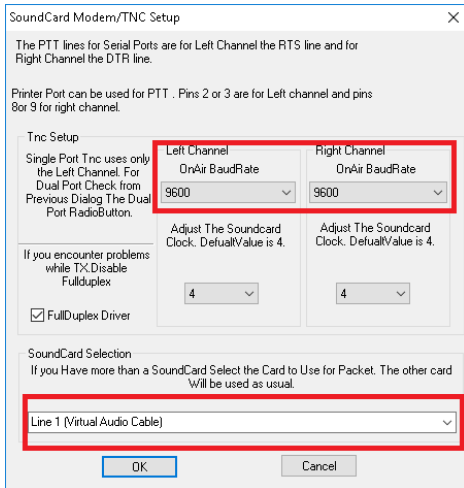 SoundCard Modem/TNC Setup
The PTT lines for Serial Ports are for Left Channel the RTS line and for
Right Channel the DTR line.
Printer Port can be used for PTT . Pins 2 or 3 are for Left channel and pins
8or 9 for right channel.
Tnc Setup
Single Port Tnc uses only
the Left Channel. For
Dual Port Check from
Previous Dialog The Dual
Port RadioButton.
If you encounter problems
while TX.Disable
Fullduplex
FullDuplex Driver
Left Channel
OnAir BaudRate
9600
Adjust The Soundcard
Clock. DefualtValue is 4.
4
Right Channel
OnAir BaudRate
9600
Adjust The Soundcard
Clock. DefualtValue is 4.
4
SoundCard Selection
If you Have more than a SoundCard Select the Card to Use for Packet. The other card
Will be used as usual.
Line 1 (Virtual Audio Cable)
OK
Cancel